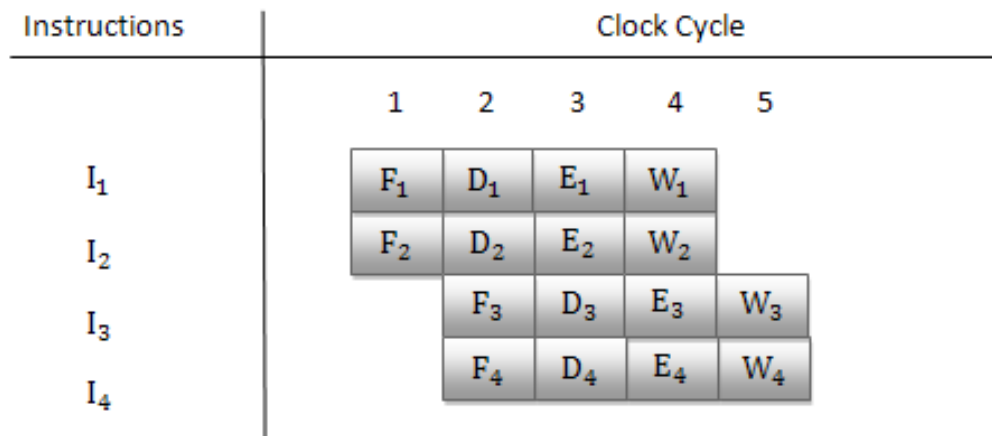 Instructions Clock Cycle
1 2 3 4 5
I₁ F₁ D₁ E₁ W₁
I₂ F₂ D₂ E₂ W₂
I₃ F₃ D₃ E₃ W₃
I₄ F₄ D₄ E₄ W₄